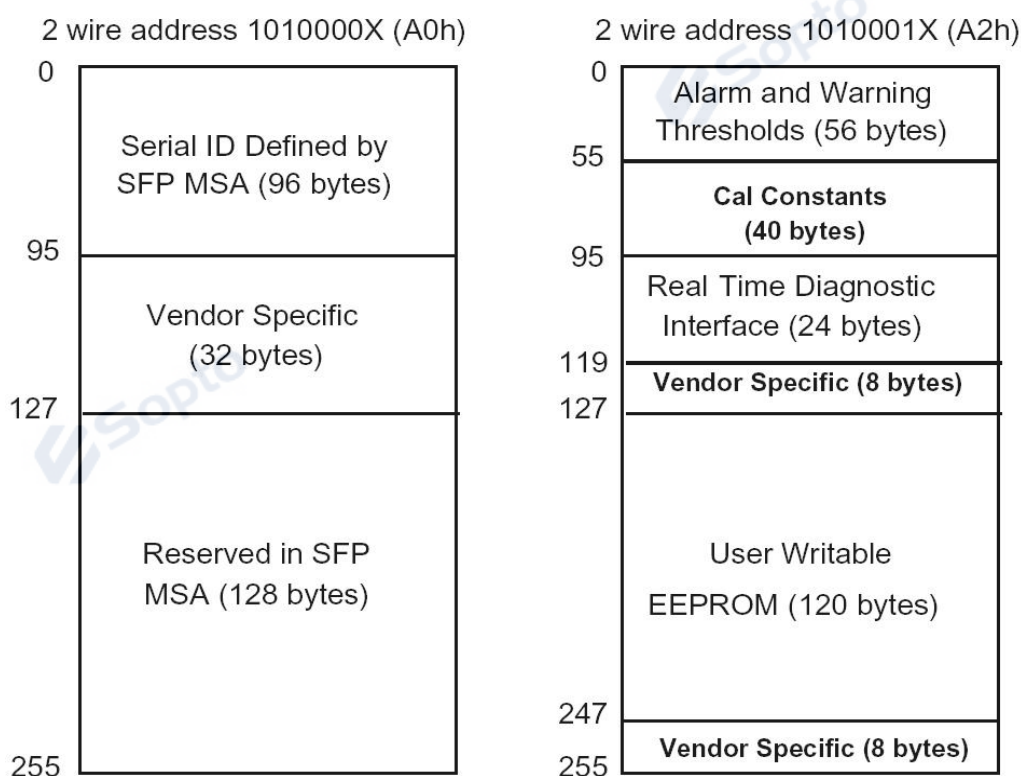 2 wire address 1010000X (A0h)
0
Serial ID Defined by
SFP MSA (96 bytes)
95
Vendor Specific
(32 bytes)
127
Reserved in SFP
MSA (128 bytes)
255
2 wire address 1010001X (A2h)
0
Alarm and Warning
Thresholds (56 bytes)
55
Cal Constants
(40 bytes)
95
Real Time Diagnostic
Interface (24 bytes)
119
Vendor Specific (8 bytes)
127
User Writable
EEPROM (120 bytes)
247
Vendor Specific (8 bytes)
255
Sopto
Sopto